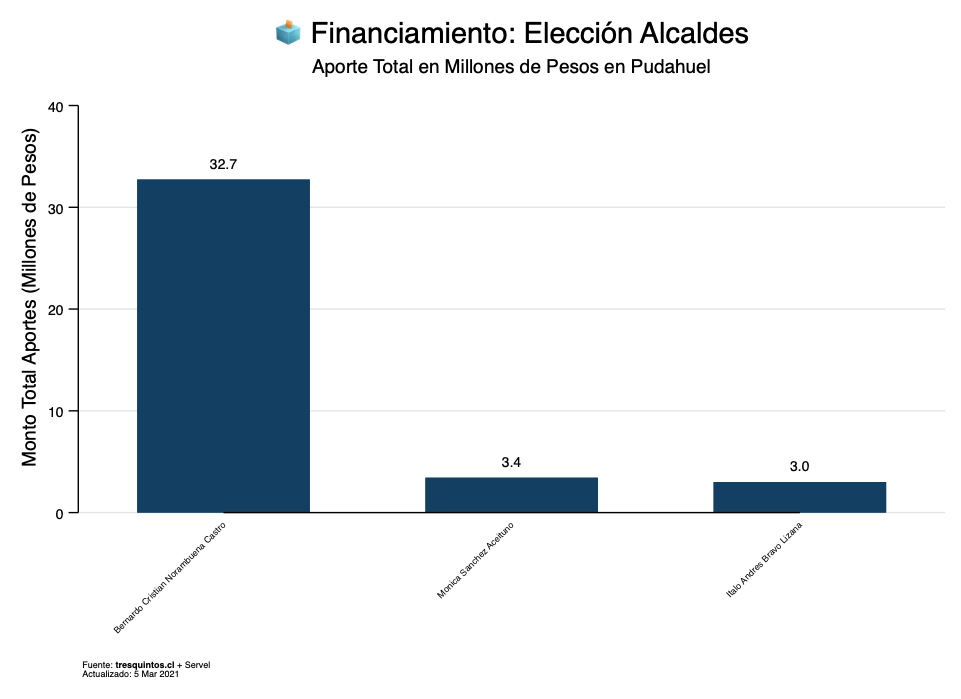 🗳 Financiamiento: Elección Alcaldes
Aporte Total en Millones de Pesos en Pudahuel
Monto Total Aportes (Millones de Pesos)
40
30
20
10
0
32.7
3.4
3.0
Bernardo Cristian Norambuena Castro
Monica Sanchez Aceituno
Italo Andres Bravo Lizana
Fuente: tresquintos.cl + Servel
Actualizado: 5 Mar 2021